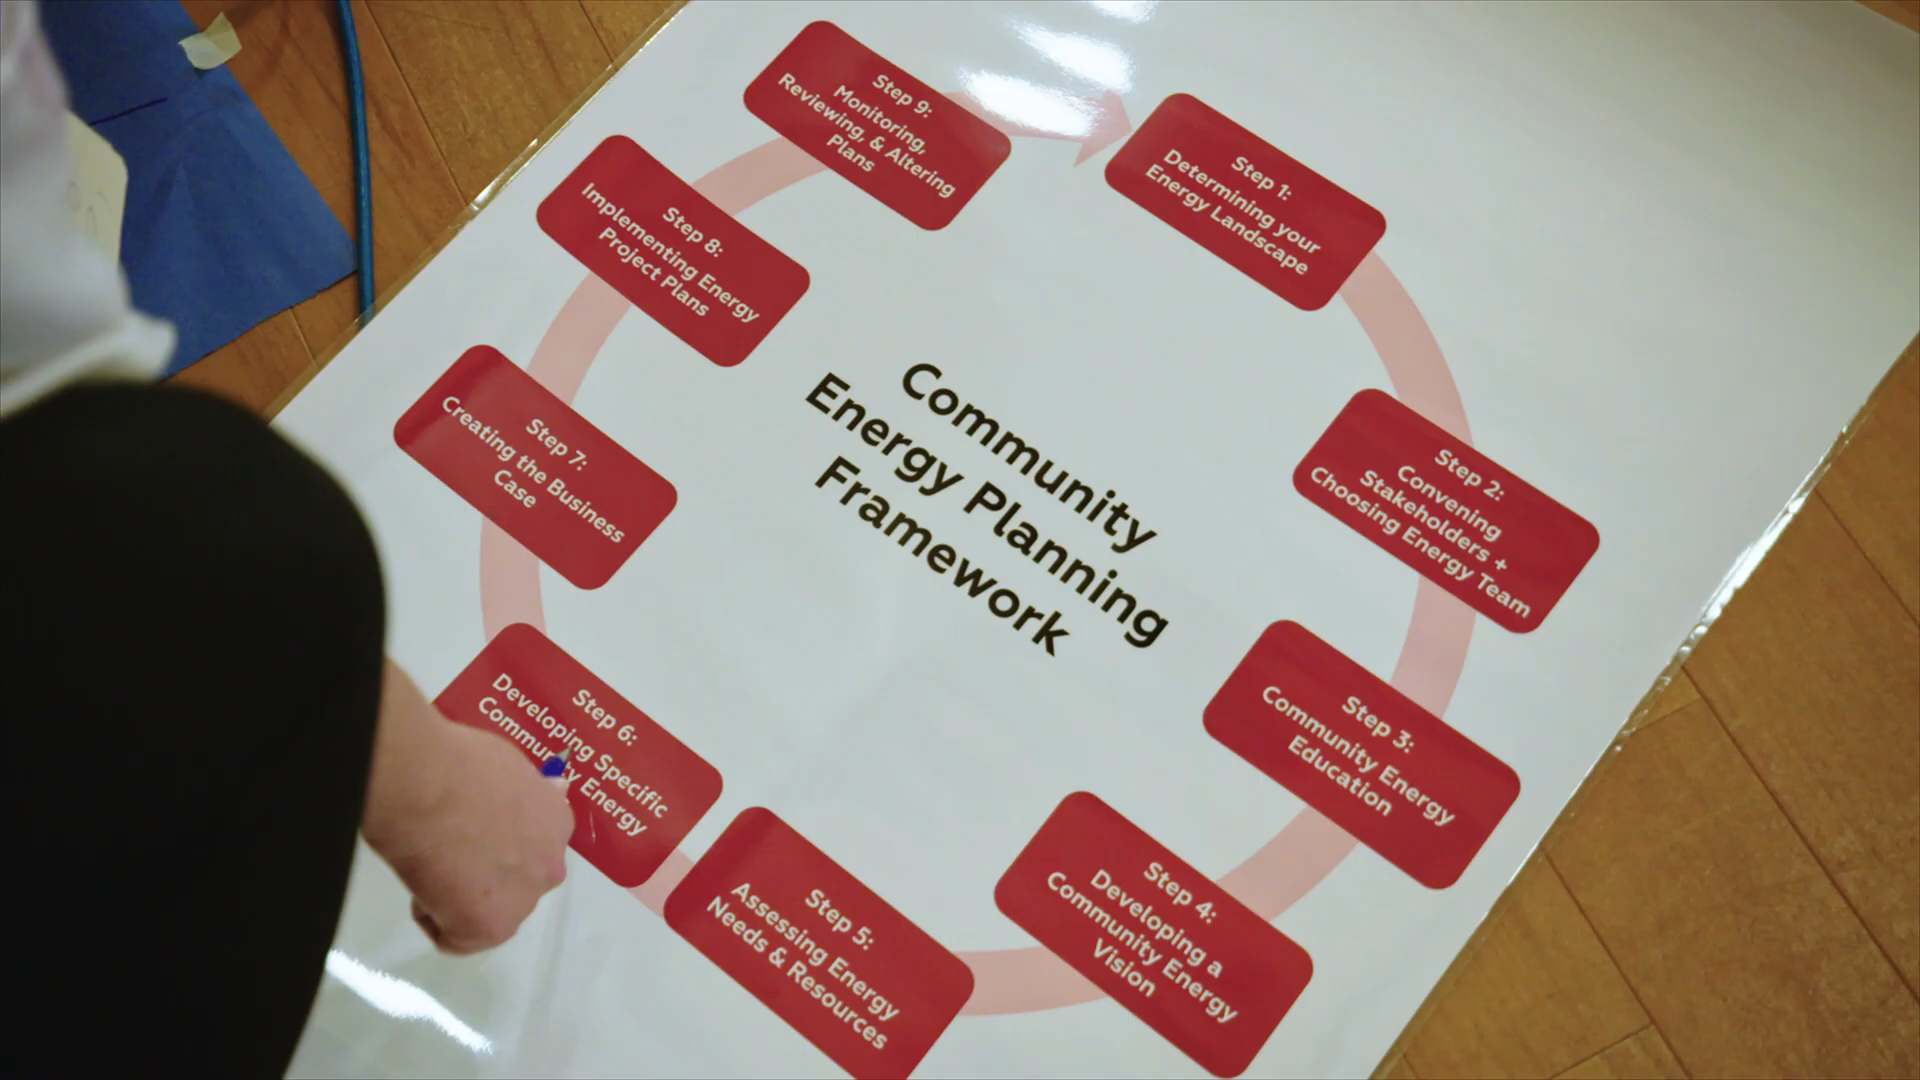 Community
Energy Planning
Framework
Step 1:
Determining your
Energy Landscape
Step 2:
Convening
Stakeholders +
Choosing Energy Team
Step 3:
Community Energy
Education
Step 4:
Developing a
Community Energy
Vision
Step 5:
Assessing Energy
Needs & Resources
Step 6:
Developing Specific
Community Energy
Step 7:
Creating the Business
Case
Step 8:
Implementing Energy
Project Plans
Step 9:
Monitoring,
Reviewing, & Altering
Plans